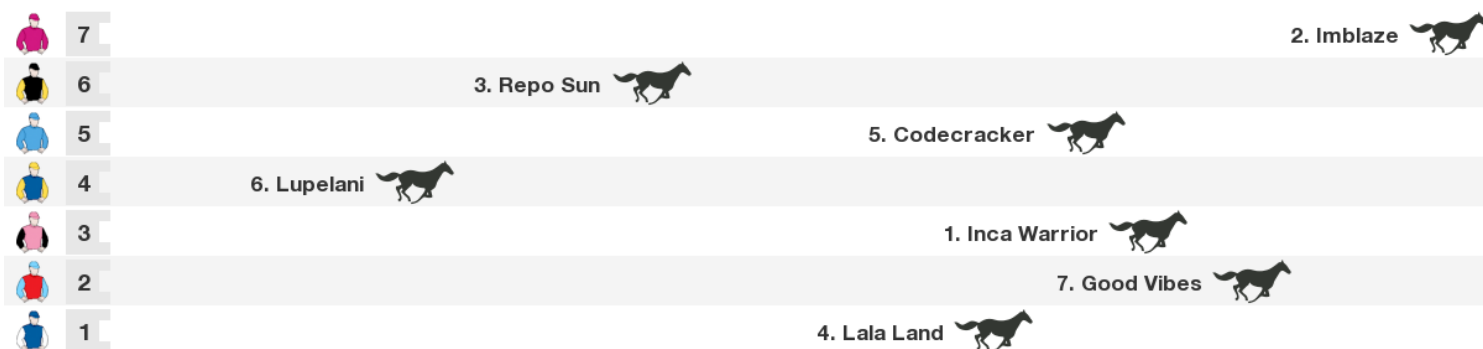 7 2. Imblaze
6 3. Repo Sun
5 5. Codecracker
4 6. Lupelani
3 1. Inca Warrior
2 7. Good Vibes
1 4. Lala Land